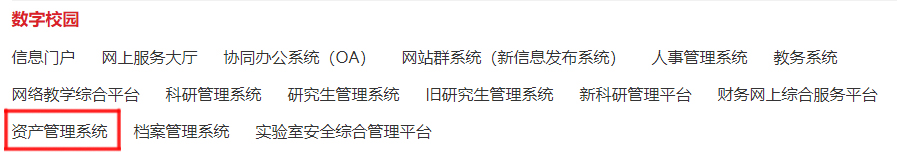 数字校园
信息门户 网上服务大厅 协同办公系统（OA） 网站群系统（新信息发布系统） 人事管理系统 教务系统
网络教学综合平台 科研管理系统 研究生管理系统 旧研究生管理系统 新科研管理平台 财务网上综合服务平台
资产管理系统 档案管理系统 实验室安全综合管理平台